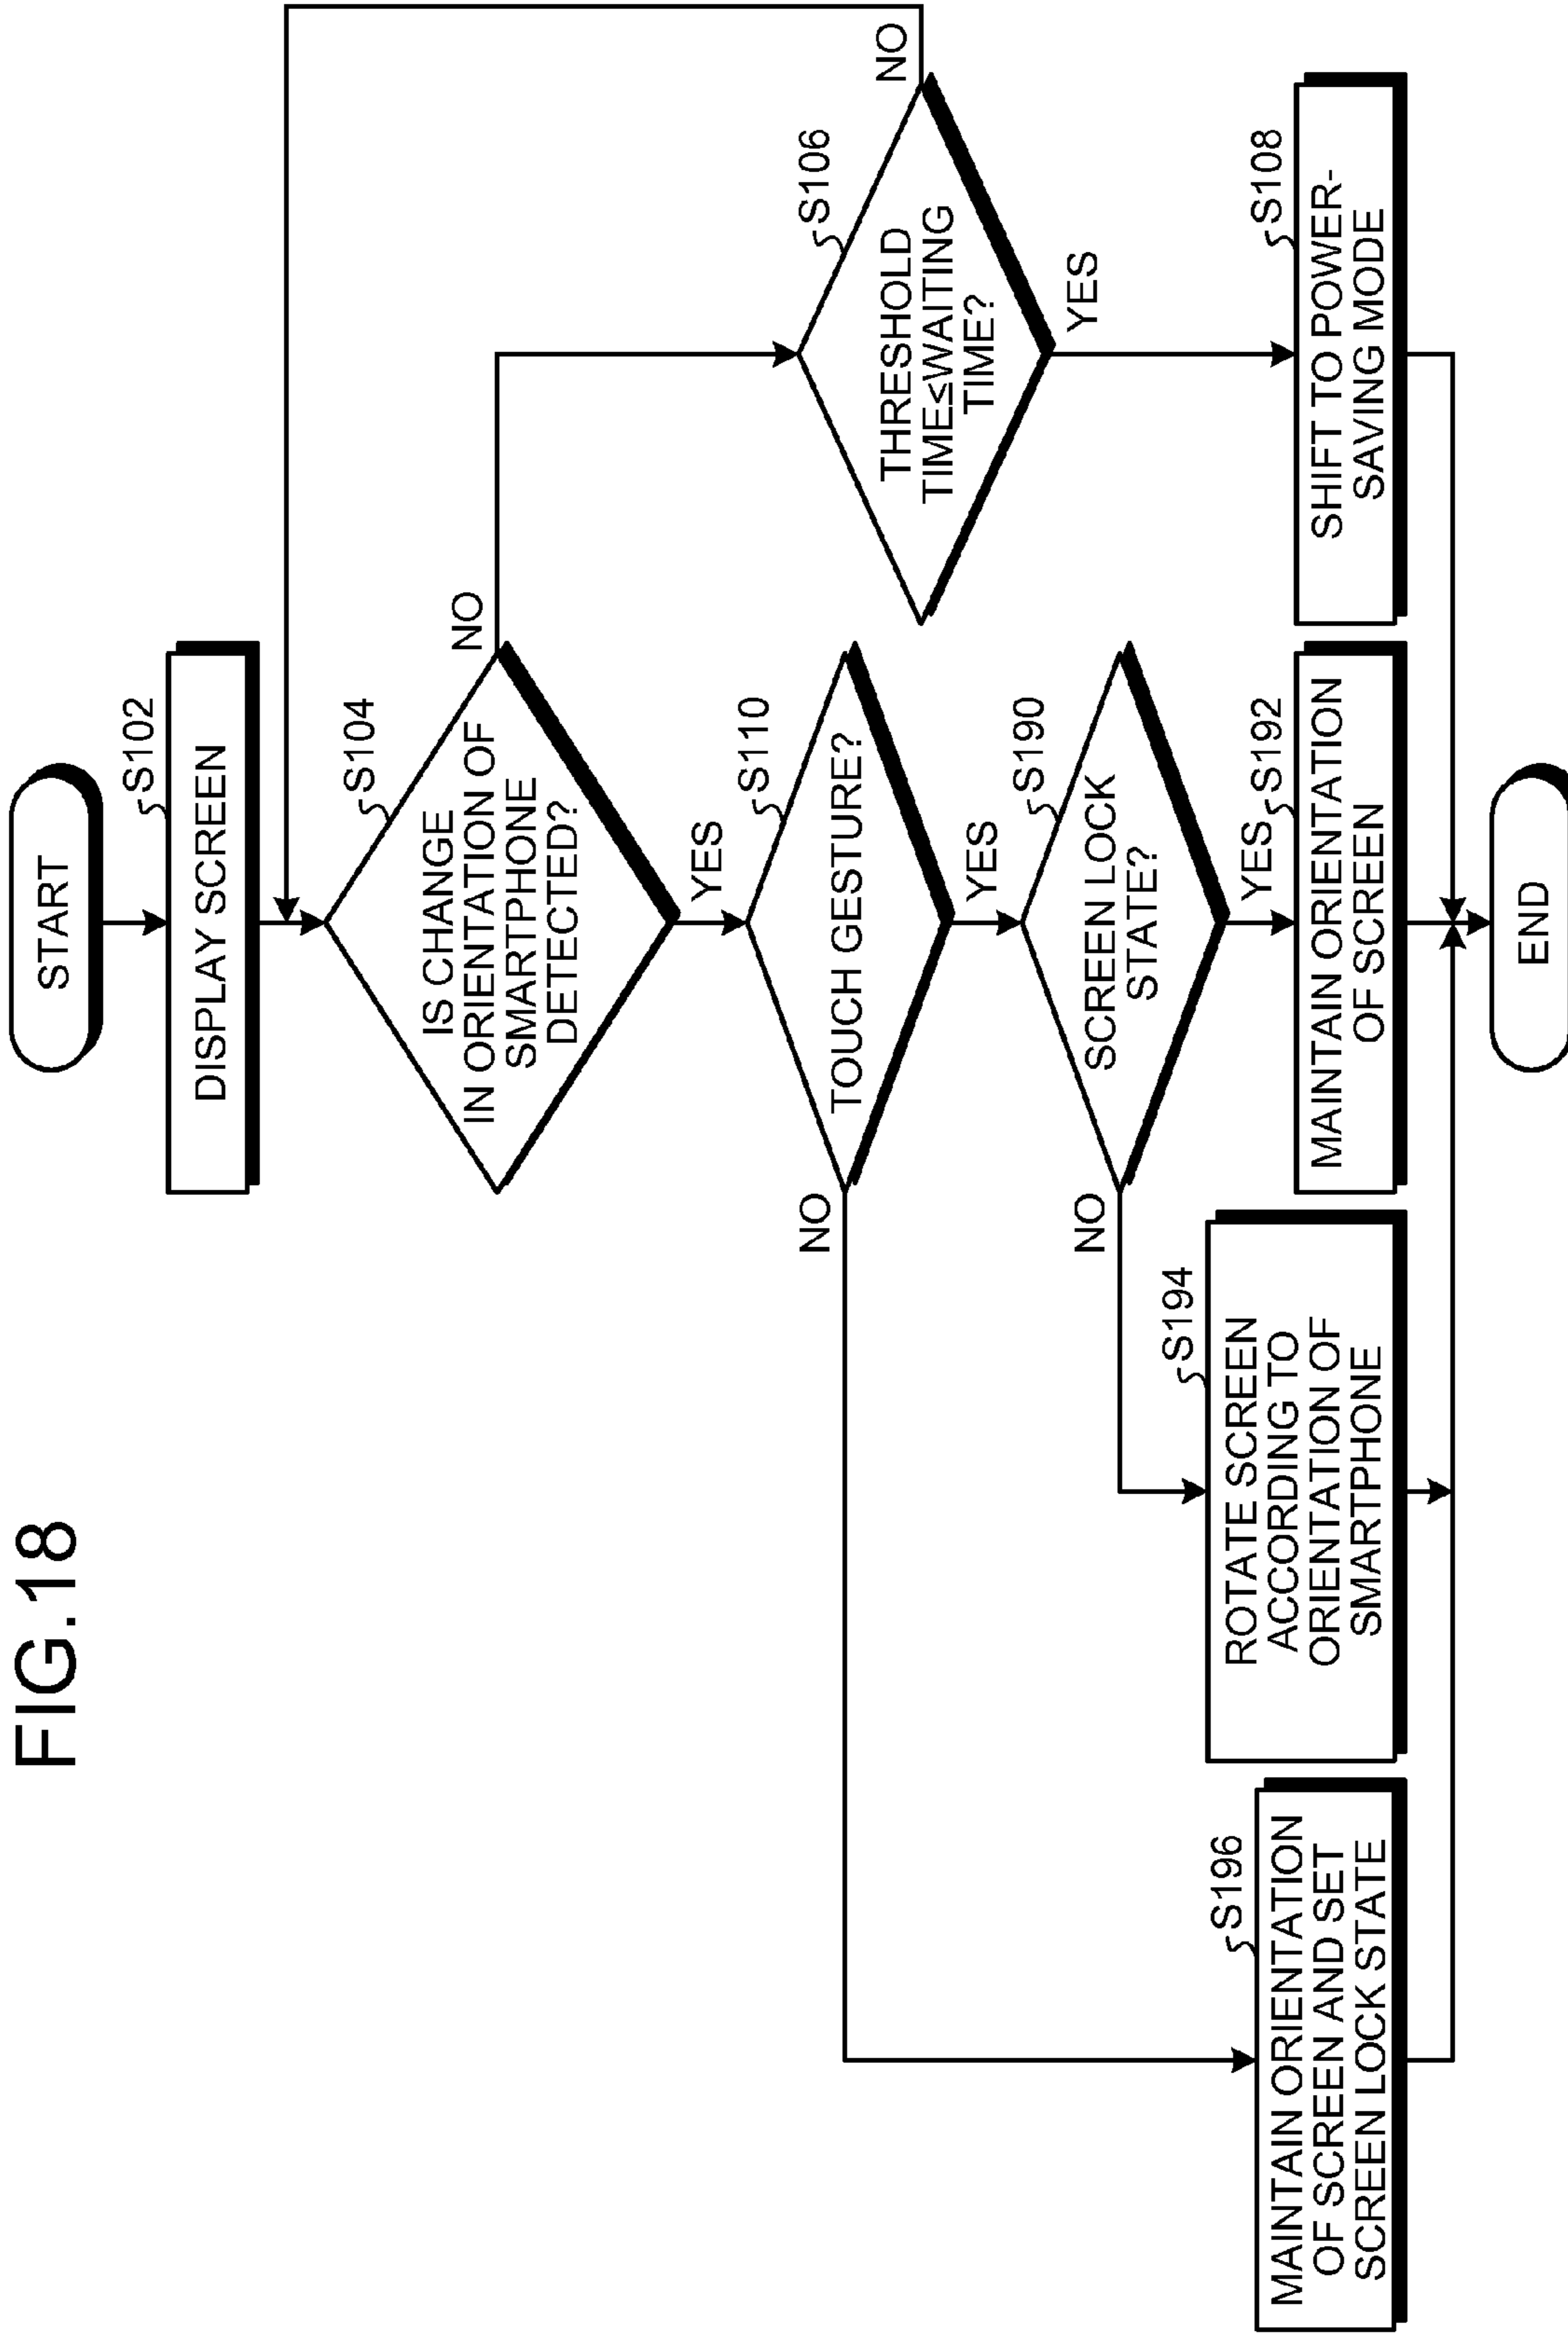 FIG.18
START
S102
DISPLAY SCREEN
S104
IS CHANGE
IN ORIENTATION OF
SMARTPHONE
DETECTED?
NO
YES
S106
THRESHOLD
TIME≤WAITING
TIME?
NO
YES
S108
SHIFT TO POWER-
SAVING MODE
S110
TOUCH GESTURE?
NO
YES
S190
SCREEN LOCK
STATE?
NO
YES
S192
MAINTAIN ORIENTATION
OF SCREEN
S194
ROTATE SCREEN
ACCORDING TO
ORIENTATION OF
SMARTPHONE
S196
MAINTAIN ORIENTATION
OF SCREEN AND SET
SCREEN LOCK STATE
END